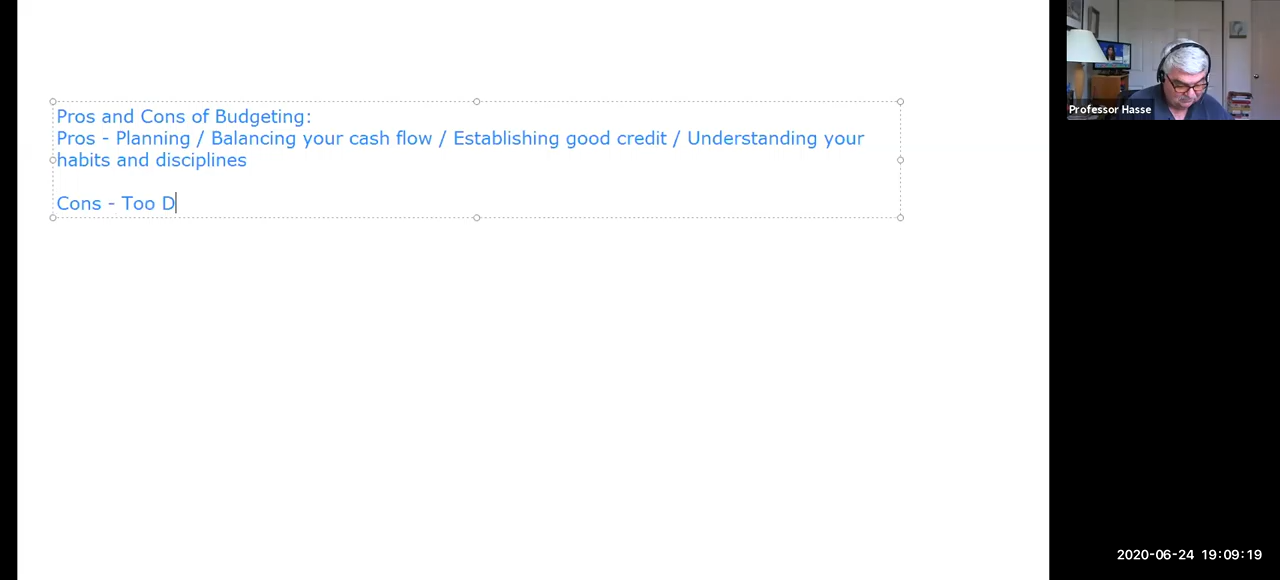 Pros and Cons of Budgeting:
Pros - Planning / Balancing your cash flow / Establishing good credit / Understanding your
habits and disciplines
Cons - Too D
Professor Hasse
2020-06-24 19:09:19